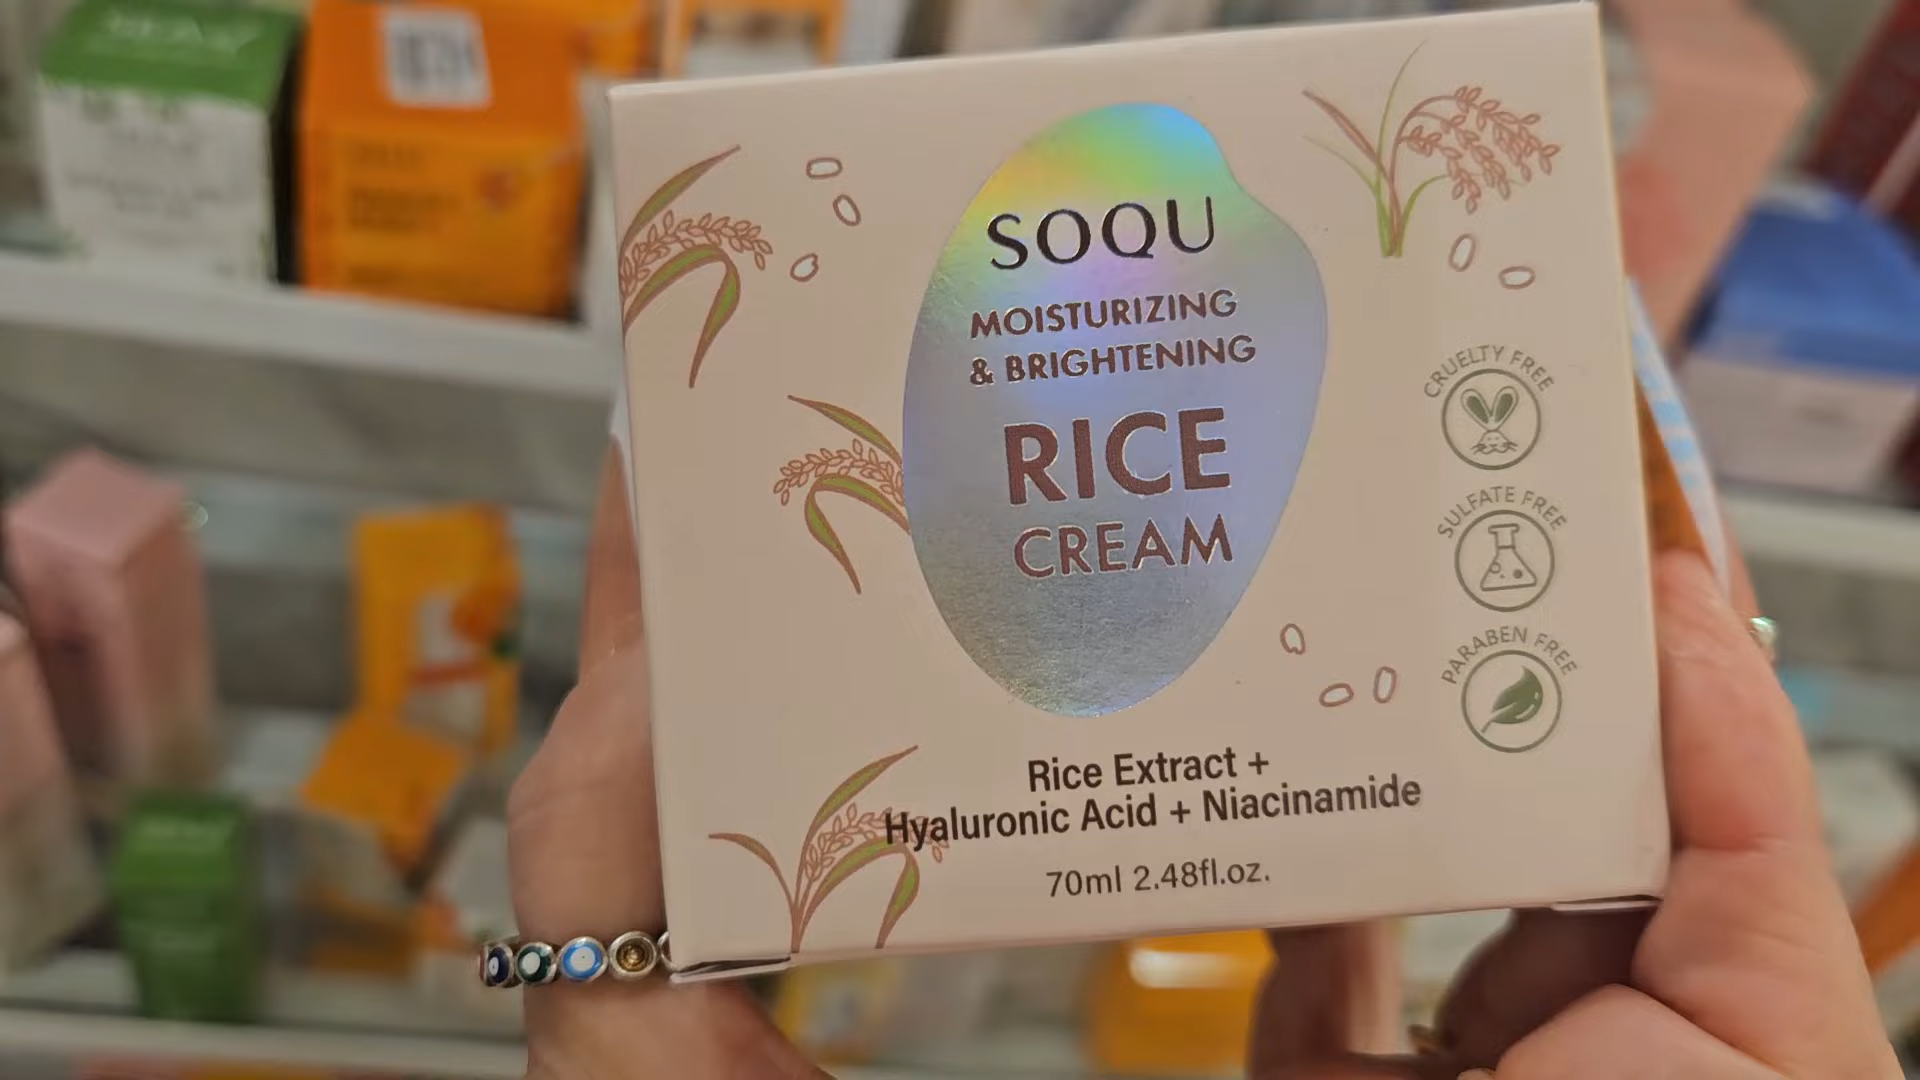 SOQU
MOISTURIZING
& BRIGHTENING
RICE
CREAM
CRUELTY FREE
SULFATE FREE
PARABEN FREE
Rice Extract +
Hyaluronic Acid + Niacinamide
70ml 2.48fl.oz.